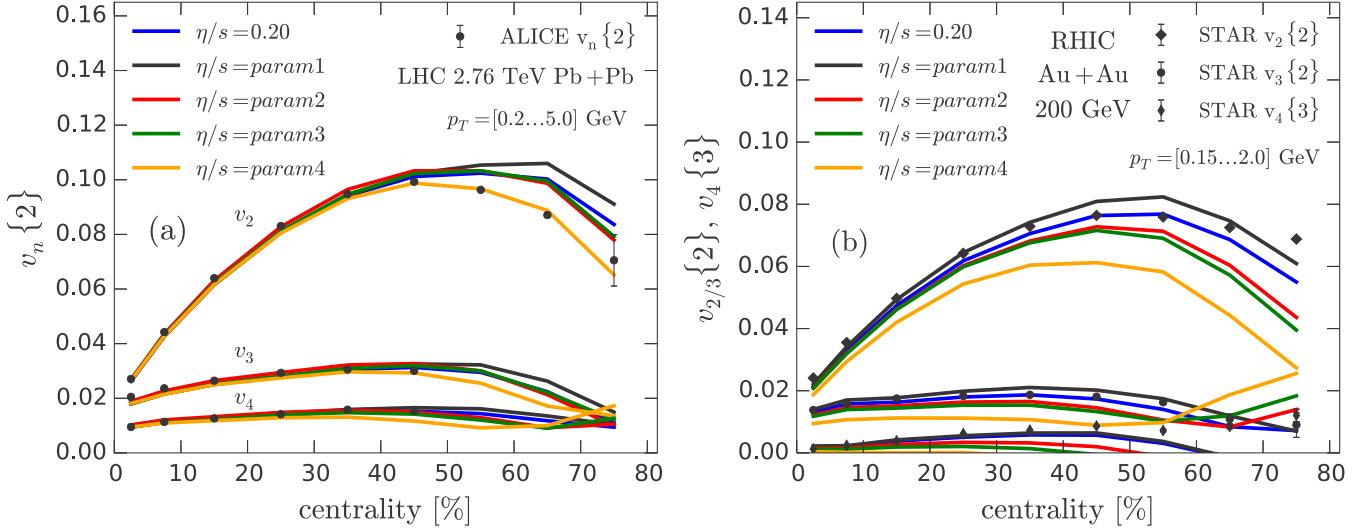 0.16
0.14
0.12
0.10
0.08
0.06
0.04
0.02
0.00
v_n{2}
η/s=0.20
η/s=param1
η/s=param2
η/s=param3
η/s=param4
ALICE v_n{2}
LHC 2.76 TeV Pb+Pb
p_T=[0.2...5.0] GeV
(a)
v_2
v_3
v_4
0 10 20 30 40 50 60 70 80
centrality [%]
0.14
0.12
0.10
0.08
0.06
0.04
0.02
0.00
v_{2/3}{2}, v_4{3}
η/s=0.20
η/s=param1
η/s=param2
η/s=param3
η/s=param4
RHIC
Au+Au
200 GeV
STAR v_2{2}
STAR v_3{2}
STAR v_4{3}
p_T=[0.15...2.0] GeV
(b)
0 10 20 30 40 50 60 70 80
centrality [%]